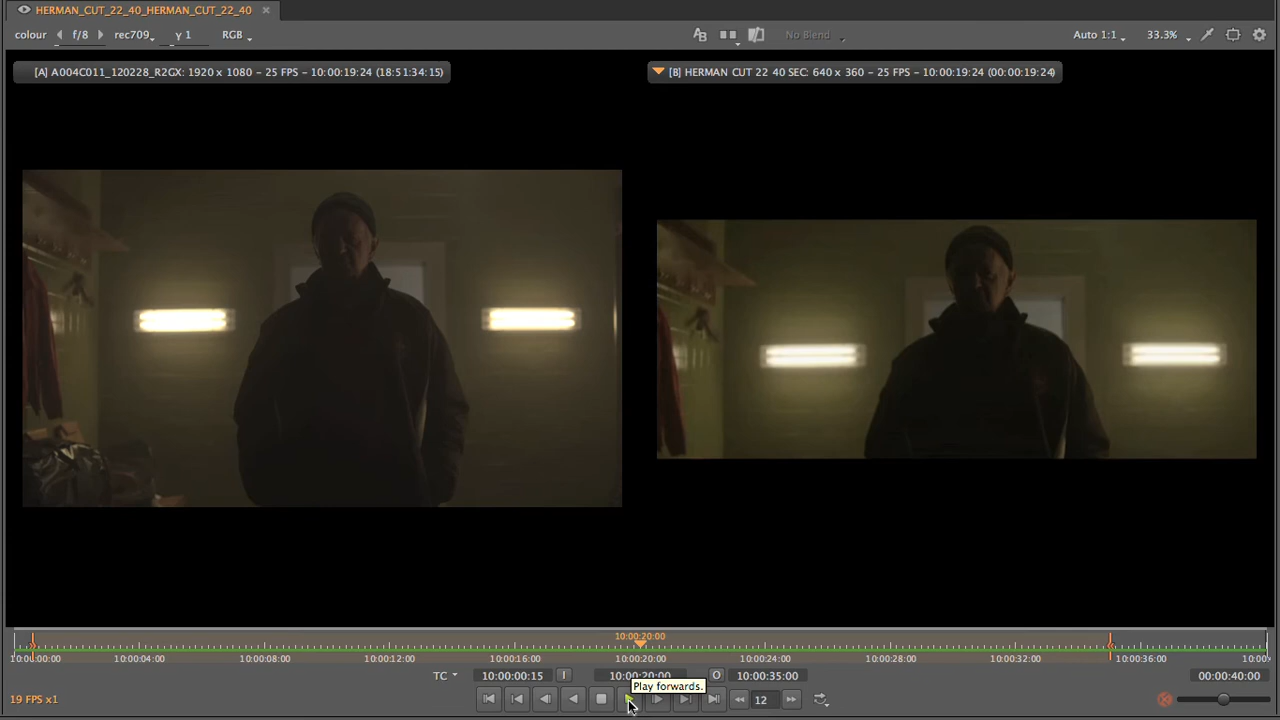 HERMAN_CUT_22_40_HERMAN_CUT_22_40
colour f/8 rec709 γ 1 RGB A B No Blend Auto 1:1 33.3%
[A] A004C011_120228_R2GX: 1920 x 1080 – 25 FPS – 10:00:19:24 (18:51:34:15)
[B] HERMAN CUT 22 40 SEC: 640 x 360 – 25 FPS – 10:00:19:24 (00:00:19:24)
10:00:20:00
10:00:00:00 10:00:04:00 10:00:08:00 10:00:12:00 10:00:16:00 10:00:20:00 10:00:24:00 10:00:28:00 10:00:32:00 10:00:36:00
TC 10:00:00:15 I 10:00:20:00 O 10:00:35:00 00:00:40:00
Play forwards.
19 FPS x1 12